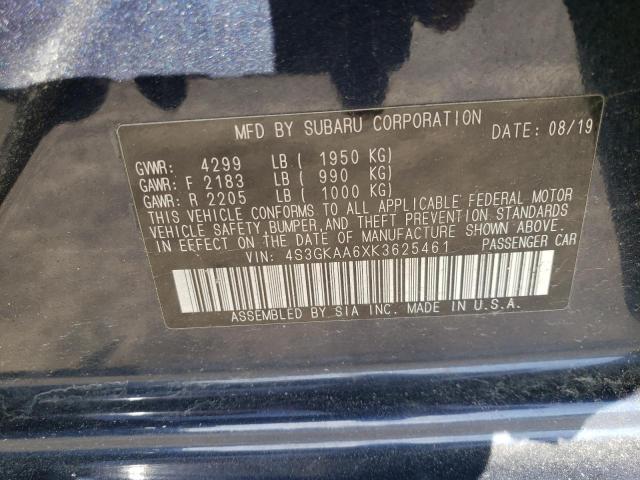 MFD BY SUBARU CORPORATION DATE: 08/19
GVWR: 4299 LB ( 1950 KG)
GAWR: F 2183 LB ( 990 KG)
GAWR: R 2205 LB ( 1000 KG)
THIS VEHICLE CONFORMS TO ALL APPLICABLE FEDERAL MOTOR
VEHICLE SAFETY, BUMPER, AND THEFT PREVENTION STANDARDS
IN EFFECT ON THE DATE OF MANUFACTURE SHOWN ABOVE.
VIN: 4S3GKAA6XK3625461 PASSENGER CAR
ASSEMBLED BY SIA INC. MADE IN U.S.A.